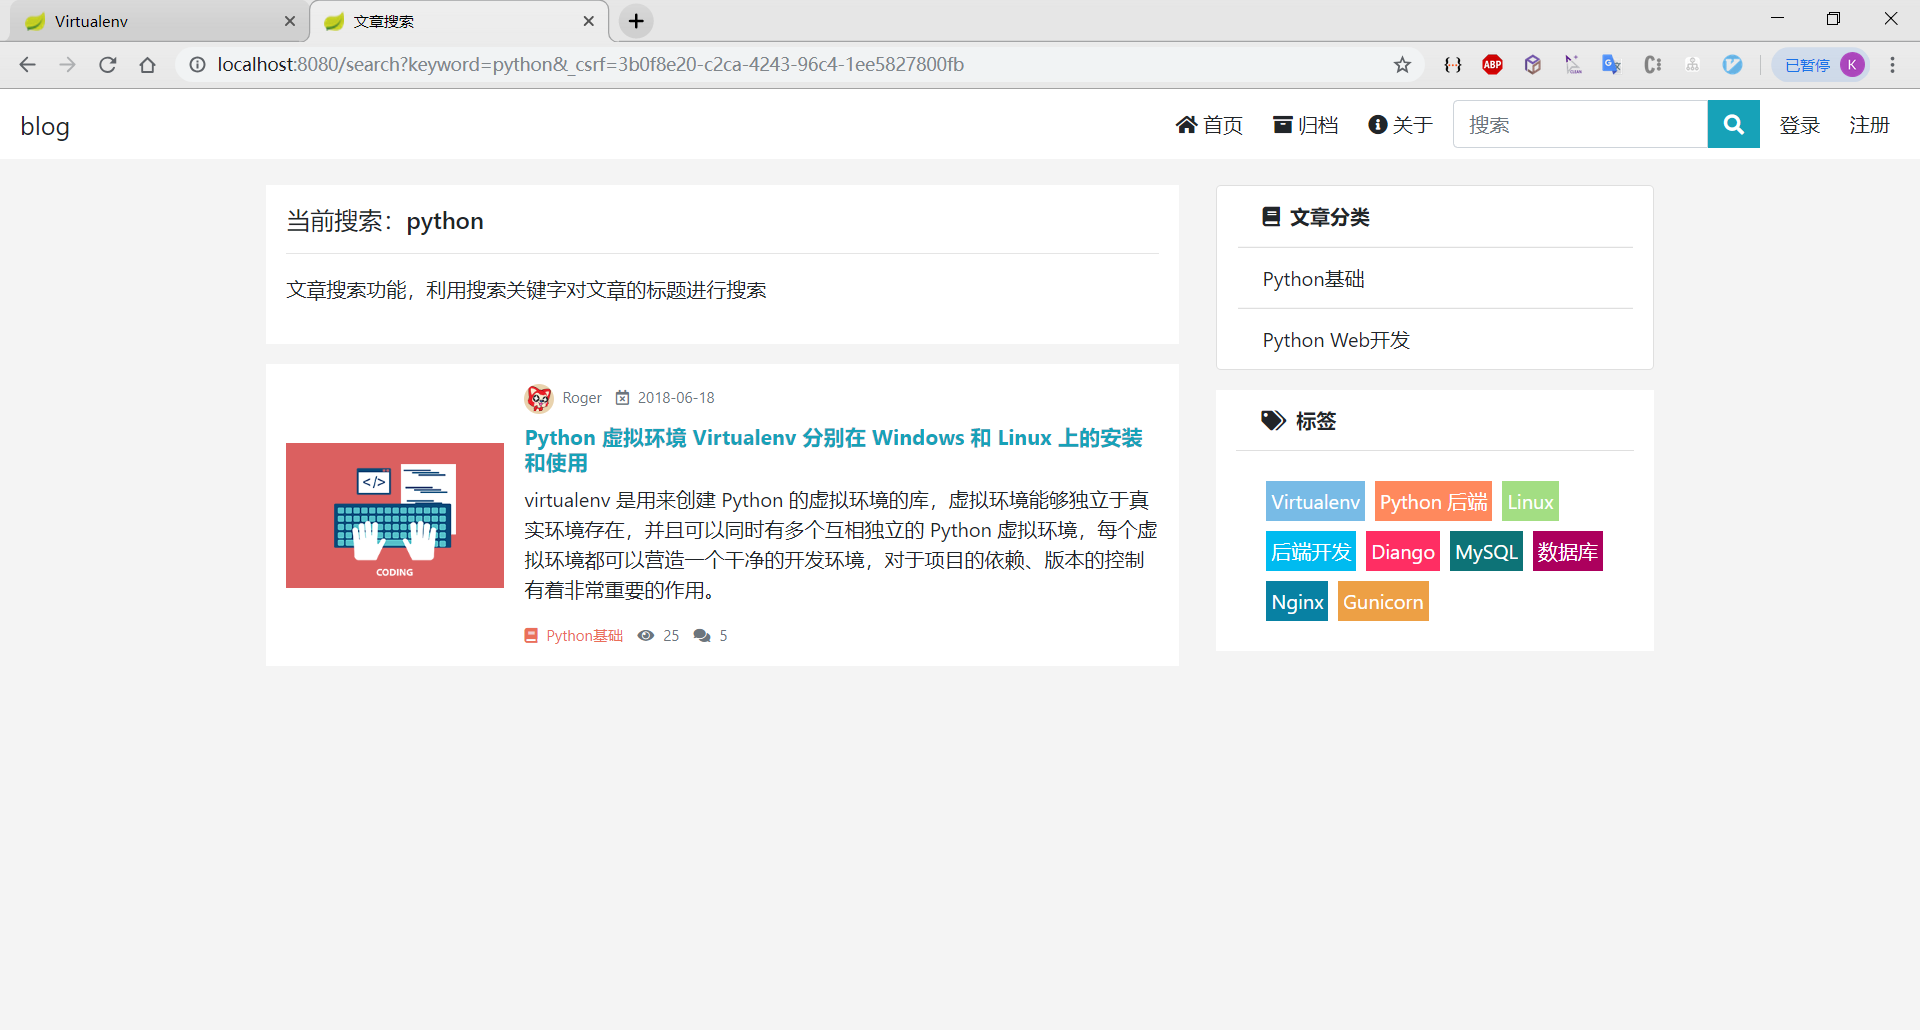 Virtualenv
文章搜索
localhost:8080/search?keyword=python&_csrf=3b0f8e20-c2ca-4243-96c4-1ee5827800fb
ABP
CLEAN
G
已暂停
K
blog
首页
归档
关于
搜索
登录
注册
当前搜索：python
文章搜索功能，利用搜索关键字对文章的标题进行搜索
</>
CODING
Roger 2018-06-18
Python 虚拟环境 Virtualenv 分别在 Windows 和 Linux 上的安装
和使用
virtualenv 是用来创建 Python 的虚拟环境的库，虚拟环境能够独立于真
实环境存在，并且可以同时有多个互相独立的 Python 虚拟环境，每个虚
拟环境都可以营造一个干净的开发环境，对于项目的依赖、版本的控制
有着非常重要的作用。
Python基础 25 5
文章分类
Python基础
Python Web开发
标签
Virtualenv Python 后端 Linux
后端开发 Diango MySQL 数据库
Nginx Gunicorn